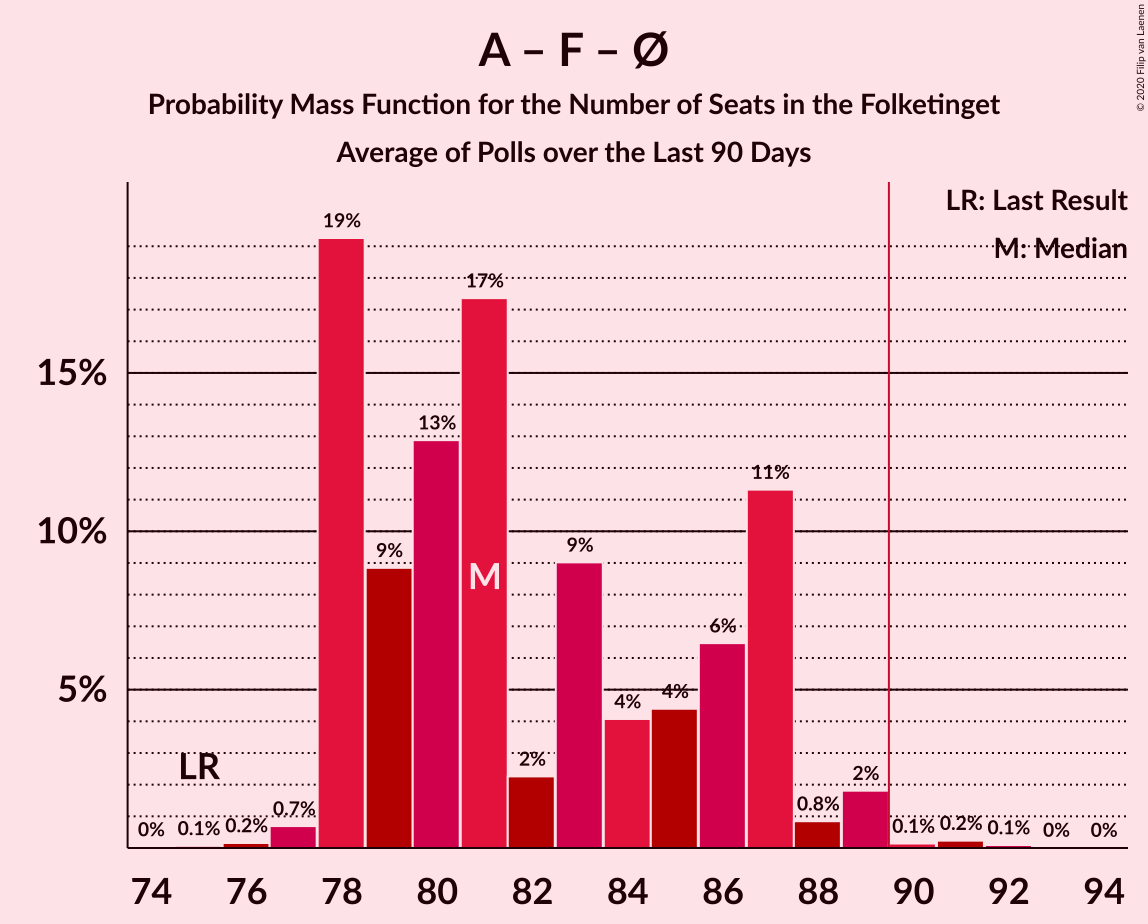 A – F – Ø
Probability Mass Function for the Number of Seats in the Folketinget
Average of Polls over the Last 90 Days
© 2020 Filip van Laenen
LR: Last Result
M: Median
15%
10%
5%
LR
M
0%
0.1%
0.2%
0.7%
19%
9%
13%
17%
2%
9%
4%
4%
6%
11%
0.8%
2%
0.1%
0.2%
0.1%
0%
0%
74 76 78 80 82 84 86 88 90 92 94